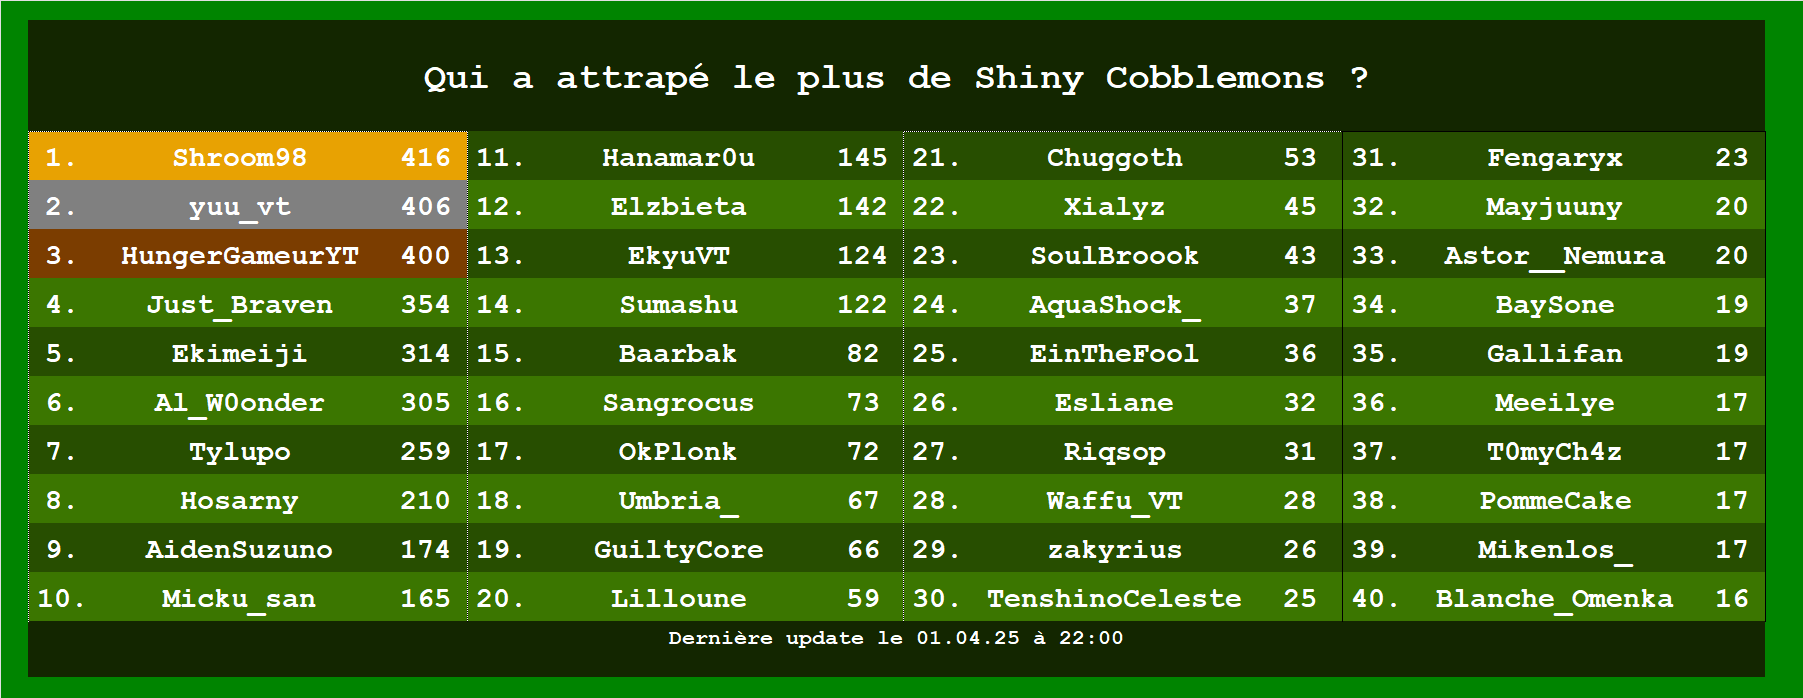 Qui a attrapé le plus de Shiny Cobblemons ?
1. Shroom98 416
2. yuu_vt 406
3. HungerGameurYT 400
4. Just_Braven 354
5. Ekimeiji 314
6. Al_W0onder 305
7. Tylupo 259
8. Hosarny 210
9. AidenSuzuno 174
10. Micku_san 165
11. Hanamar0u 145
12. Elzbieta 142
13. EkyuVT 124
14. Sumashu 122
15. Baarbak 82
16. Sangrocus 73
17. OkPlonk 72
18. Umbria_ 67
19. GuiltyCore 66
20. Lilloune 59
21. Chuggoth 53
22. Xialyz 45
23. SoulBroook 43
24. AquaShock_ 37
25. EinTheFool 36
26. Esliane 32
27. Riqsop 31
28. Waffu_VT 28
29. zakyrius 26
30. TenshinoCeleste 25
31. Fengaryx 23
32. Mayjuuny 20
33. Astor__Nemura 20
34. BaySone 19
35. Gallifan 19
36. Meeilye 17
37. T0myCh4z 17
38. PommeCake 17
39. Mikenlos_ 17
40. Blanche_Omenka 16
Dernière update le 01.04.25 à 22:00